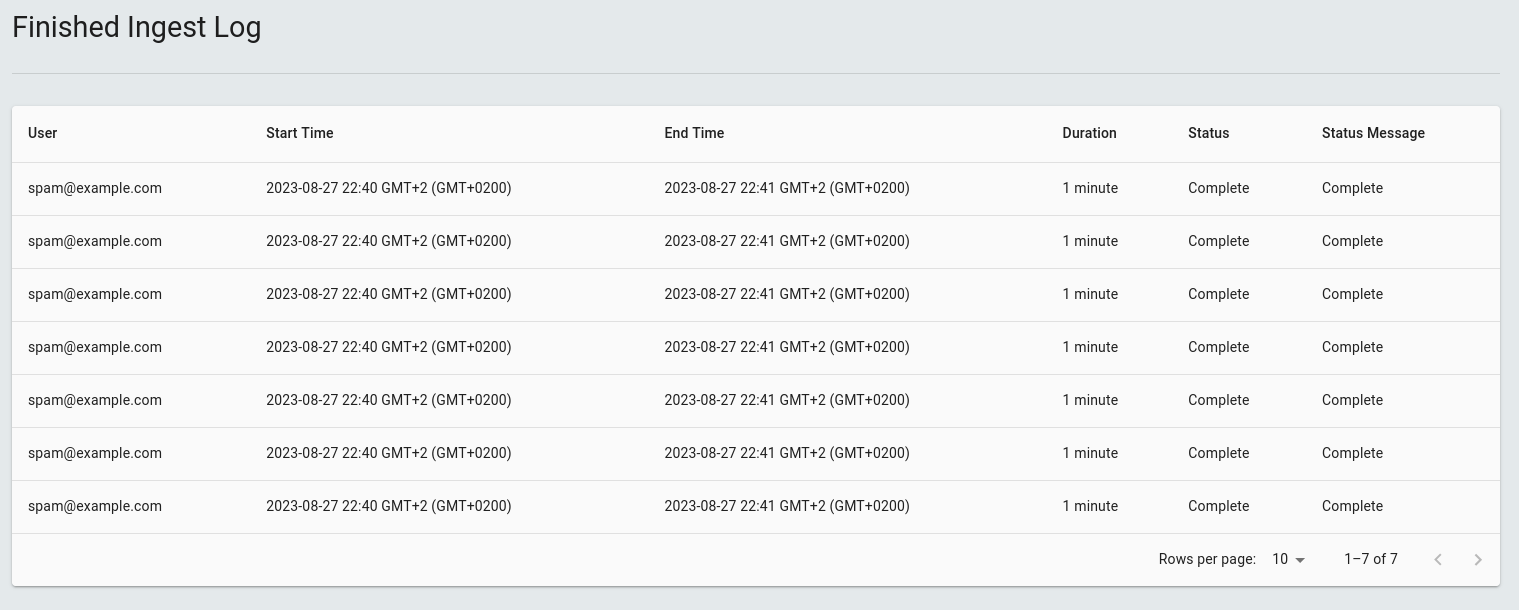 Finished Ingest Log
User Start Time End Time Duration Status Status Message
spam@example.com 2023-08-27 22:40 GMT+2 (GMT+0200) 2023-08-27 22:41 GMT+2 (GMT+0200) 1 minute Complete Complete
spam@example.com 2023-08-27 22:40 GMT+2 (GMT+0200) 2023-08-27 22:41 GMT+2 (GMT+0200) 1 minute Complete Complete
spam@example.com 2023-08-27 22:40 GMT+2 (GMT+0200) 2023-08-27 22:41 GMT+2 (GMT+0200) 1 minute Complete Complete
spam@example.com 2023-08-27 22:40 GMT+2 (GMT+0200) 2023-08-27 22:41 GMT+2 (GMT+0200) 1 minute Complete Complete
spam@example.com 2023-08-27 22:40 GMT+2 (GMT+0200) 2023-08-27 22:41 GMT+2 (GMT+0200) 1 minute Complete Complete
spam@example.com 2023-08-27 22:40 GMT+2 (GMT+0200) 2023-08-27 22:41 GMT+2 (GMT+0200) 1 minute Complete Complete
spam@example.com 2023-08-27 22:40 GMT+2 (GMT+0200) 2023-08-27 22:41 GMT+2 (GMT+0200) 1 minute Complete Complete
Rows per page: 10 1–7 of 7